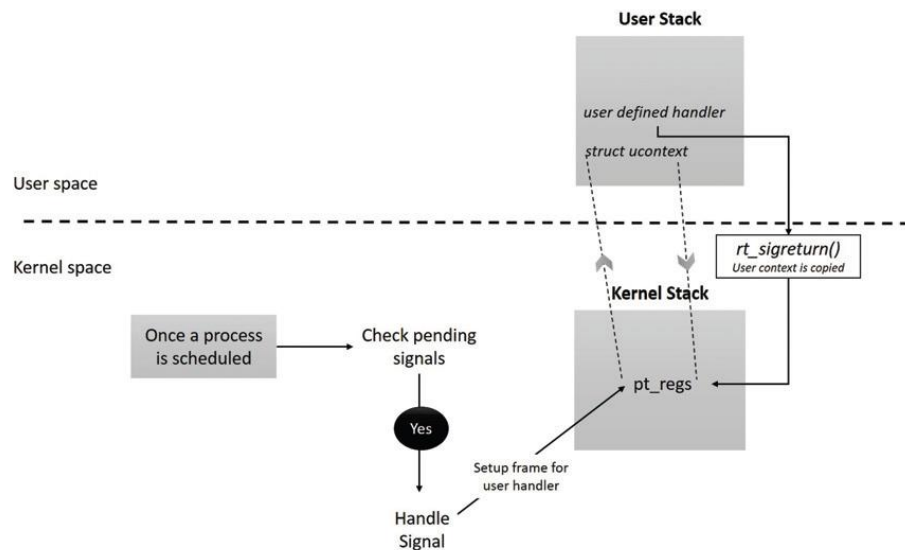 User Stack
user defined handler
struct ucontext
User space
Kernel space
rt_sigreturn()
User context is copied
Kernel Stack
Once a process
is scheduled
Check pending
signals
pt_regs
Yes
Setup frame for
user handler
Handle
Signal